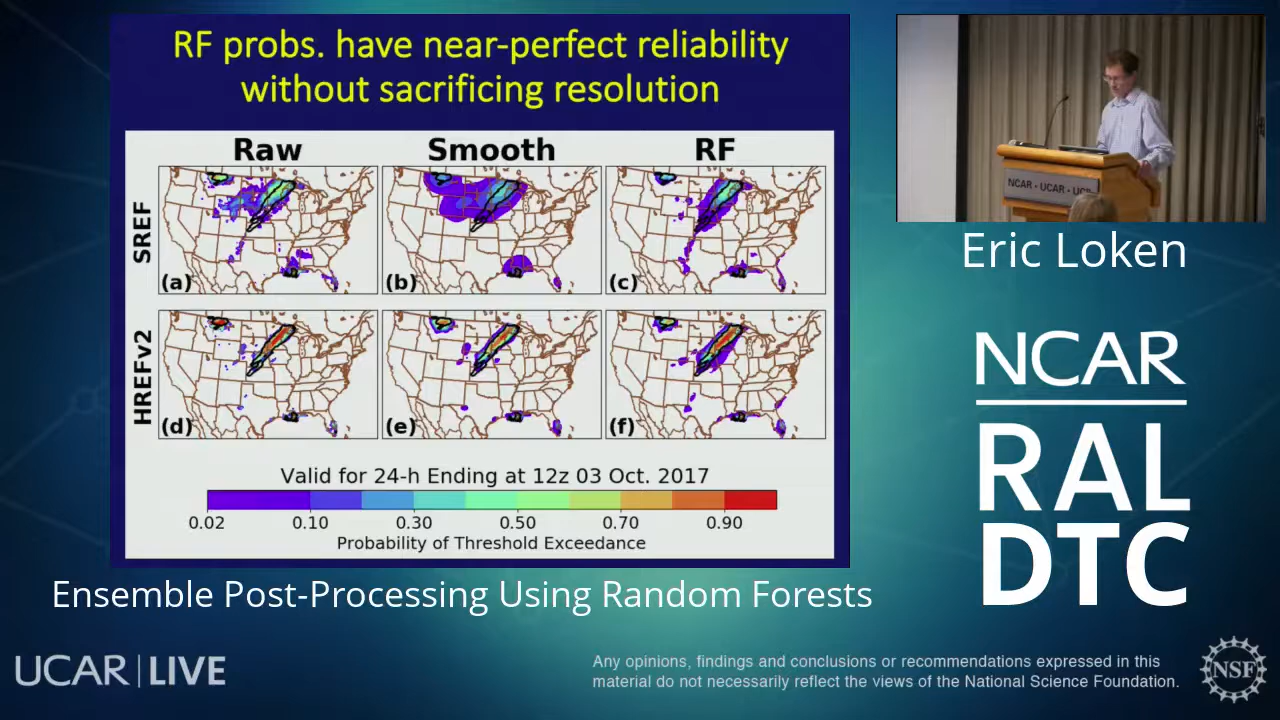 RF probs. have near-perfect reliability
without sacrificing resolution
Raw
Smooth
RF
SREF
(a)
(b)
(c)
HREFv2
(d)
(e)
(f)
Valid for 24-h Ending at 12z 03 Oct. 2017
0.02 0.10 0.30 0.50 0.70 0.90
Probability of Threshold Exceedance
NCAR - UCAR - UCP
Eric Loken
NCAR
RAL
DTC
Ensemble Post-Processing Using Random Forests
UCAR | LIVE
Any opinions, findings and conclusions or recommendations expressed in this
material do not necessarily reflect the views of the National Science Foundation.
NSF